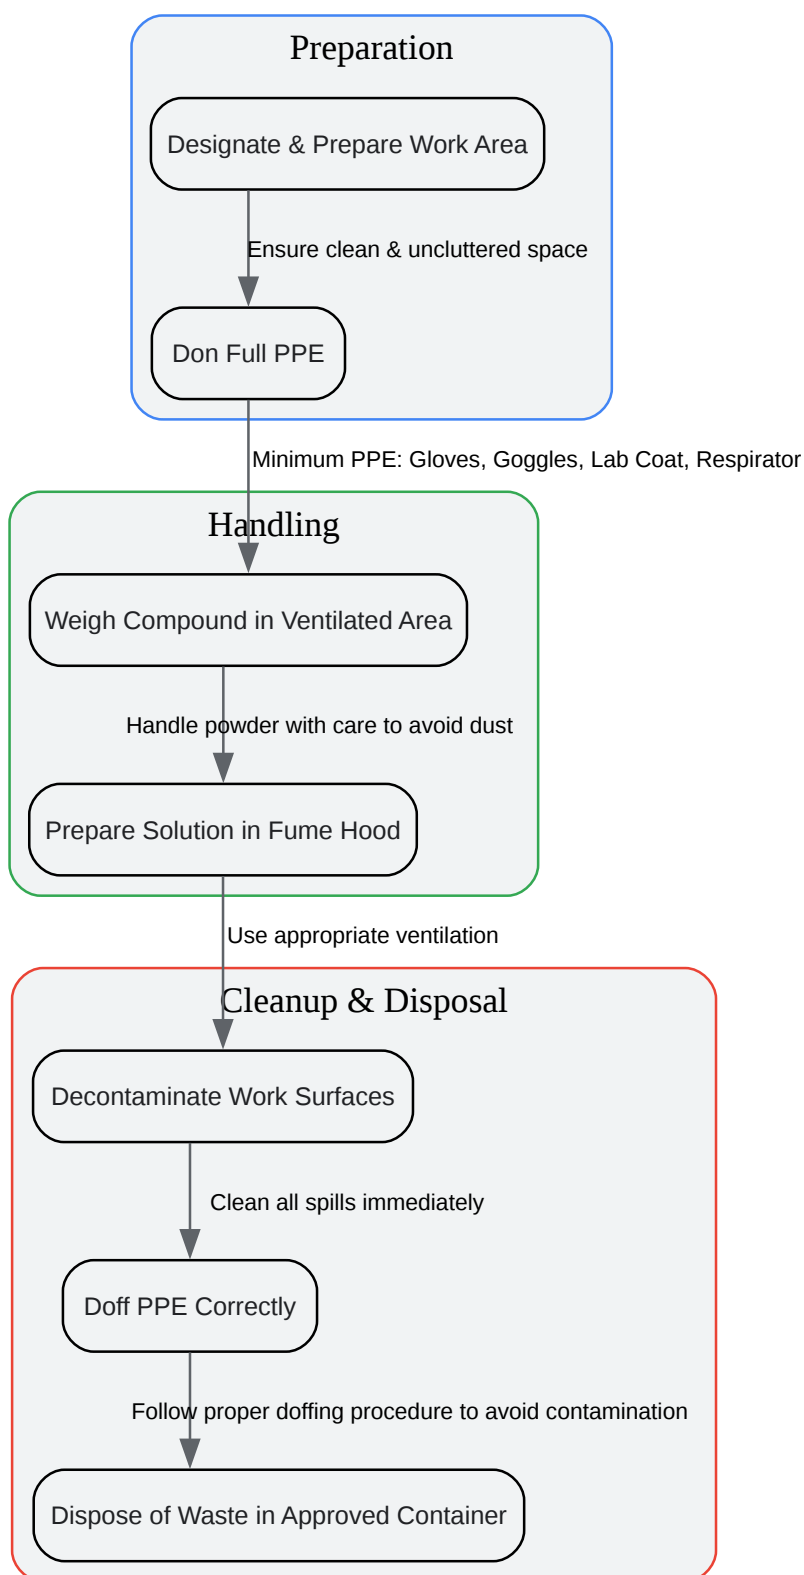 Preparation
Designate & Prepare Work Area
Ensure clean & uncluttered space
Don Full PPE
Minimum PPE: Gloves, Goggles, Lab Coat, Respirator
Handling
Weigh Compound in Ventilated Area
Handle powder with care to avoid dust
Prepare Solution in Fume Hood
Use appropriate ventilation
Cleanup & Disposal
Decontaminate Work Surfaces
Clean all spills immediately
Doff PPE Correctly
Follow proper doffing procedure to avoid contamination
Dispose of Waste in Approved Container